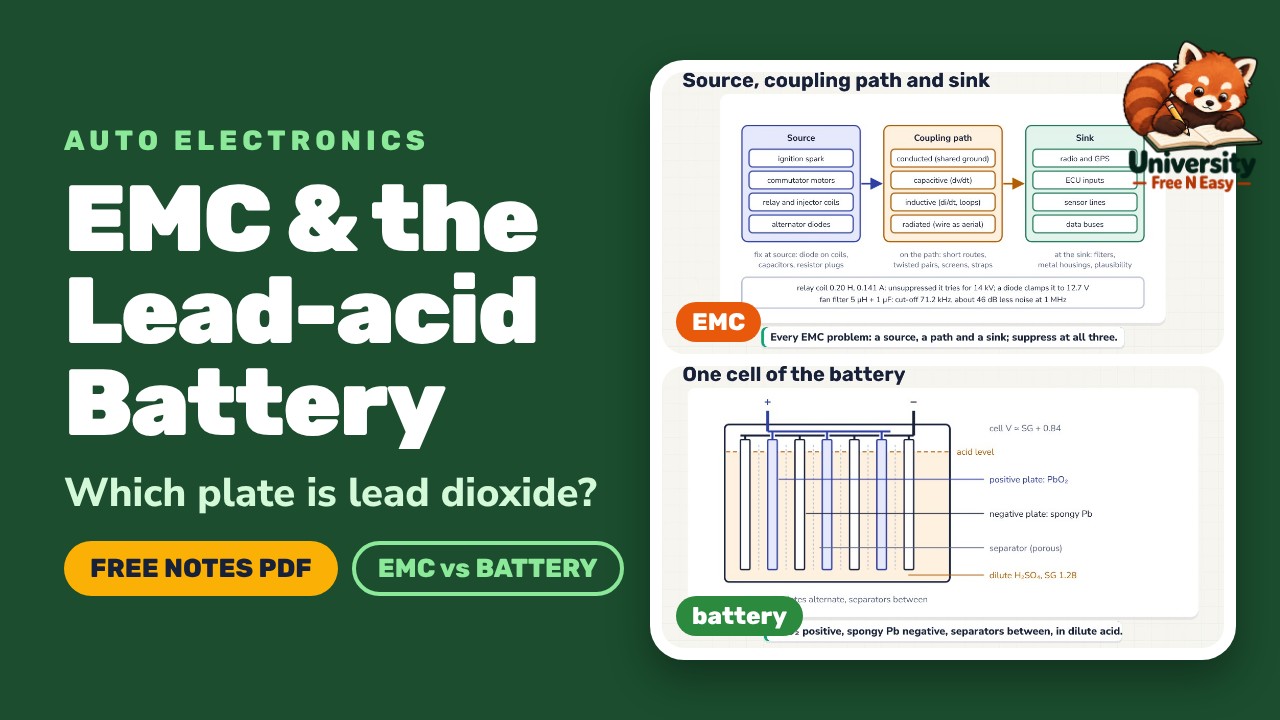 AUTO ELECTRONICS
EMC & the
Lead-acid
Battery
Which plate is lead dioxide?
FREE NOTES PDF
EMC vs BATTERY
Source, coupling path and sink
Source
ignition spark
commutator motors
relay and injector coils
alternator diodes
fix at source: diode on coils,
capacitors, resistor plugs
Coupling path
conducted (shared ground)
capacitive (dv/dt)
inductive (di/dt, loops)
radiated (wire as aerial)
on the path: short routes,
twisted pairs, screens, straps
Sink
radio and GPS
ECU inputs
sensor lines
data buses
at the sink: filters,
metal housings, plausibility
relay coil 0.20 H, 0.141 A: unsuppressed it tries for 14 kV; a diode clamps it to 12.7 V
fan filter 5 µH + 1 µF: cut-off 71.2 kHz, about 46 dB less noise at 1 MHz
EMC
Every EMC problem: a source, a path and a sink; suppress at all three.
University
Free N Easy
One cell of the battery
+
−
cell V ≈ SG + 0.84
acid level
positive plate: PbO₂
negative plate: spongy Pb
separator (porous)
dilute H₂SO₄, SG 1.28
alternate, separators between
battery
positive, spongy Pb negative, separators between, in dilute acid.